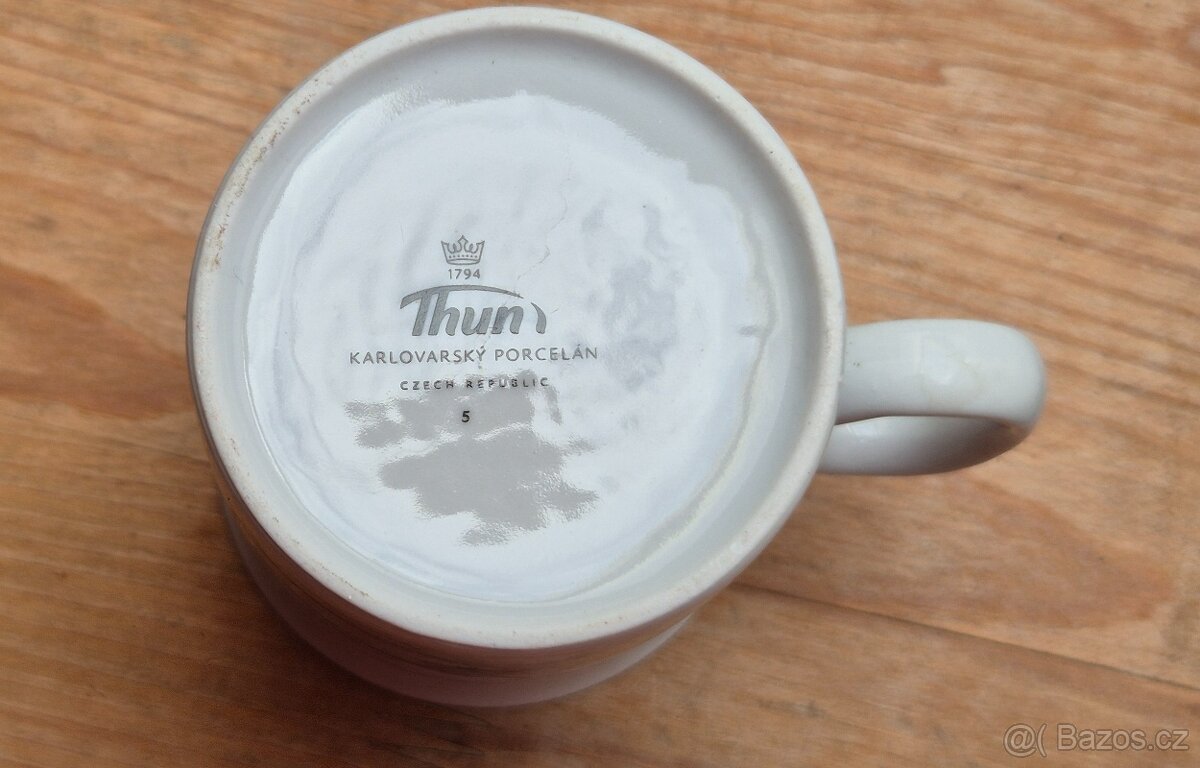 1794
Thun
KARLOVARSKÝ PORCELÁN
CZECH REPUBLIC
5
@( Bazos.cz